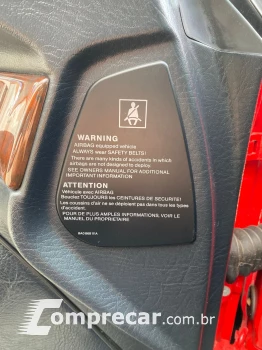 WARNING
AIRBAG equipped vehicle
ALWAYS wear SAFETY BELTS!
There are many kinds of accidents in which
airbags are not designed to deploy.
SEE OWNERS MANUAL FOR ADDITIONAL
IMPORTANT INFORMATION
ATTENTION
Véhicule avec AIRBAG
Bouclez TOUJOURS les CEINTURES DE SECURITE!
Les coussins d'air ne se déploient pas dans tous les types
d'accident.
POUR DE PLUS AMPLES INFORMATIONS, VOIR LE
MANUEL DU PROPRIETAIRE
Comprecar.com.br